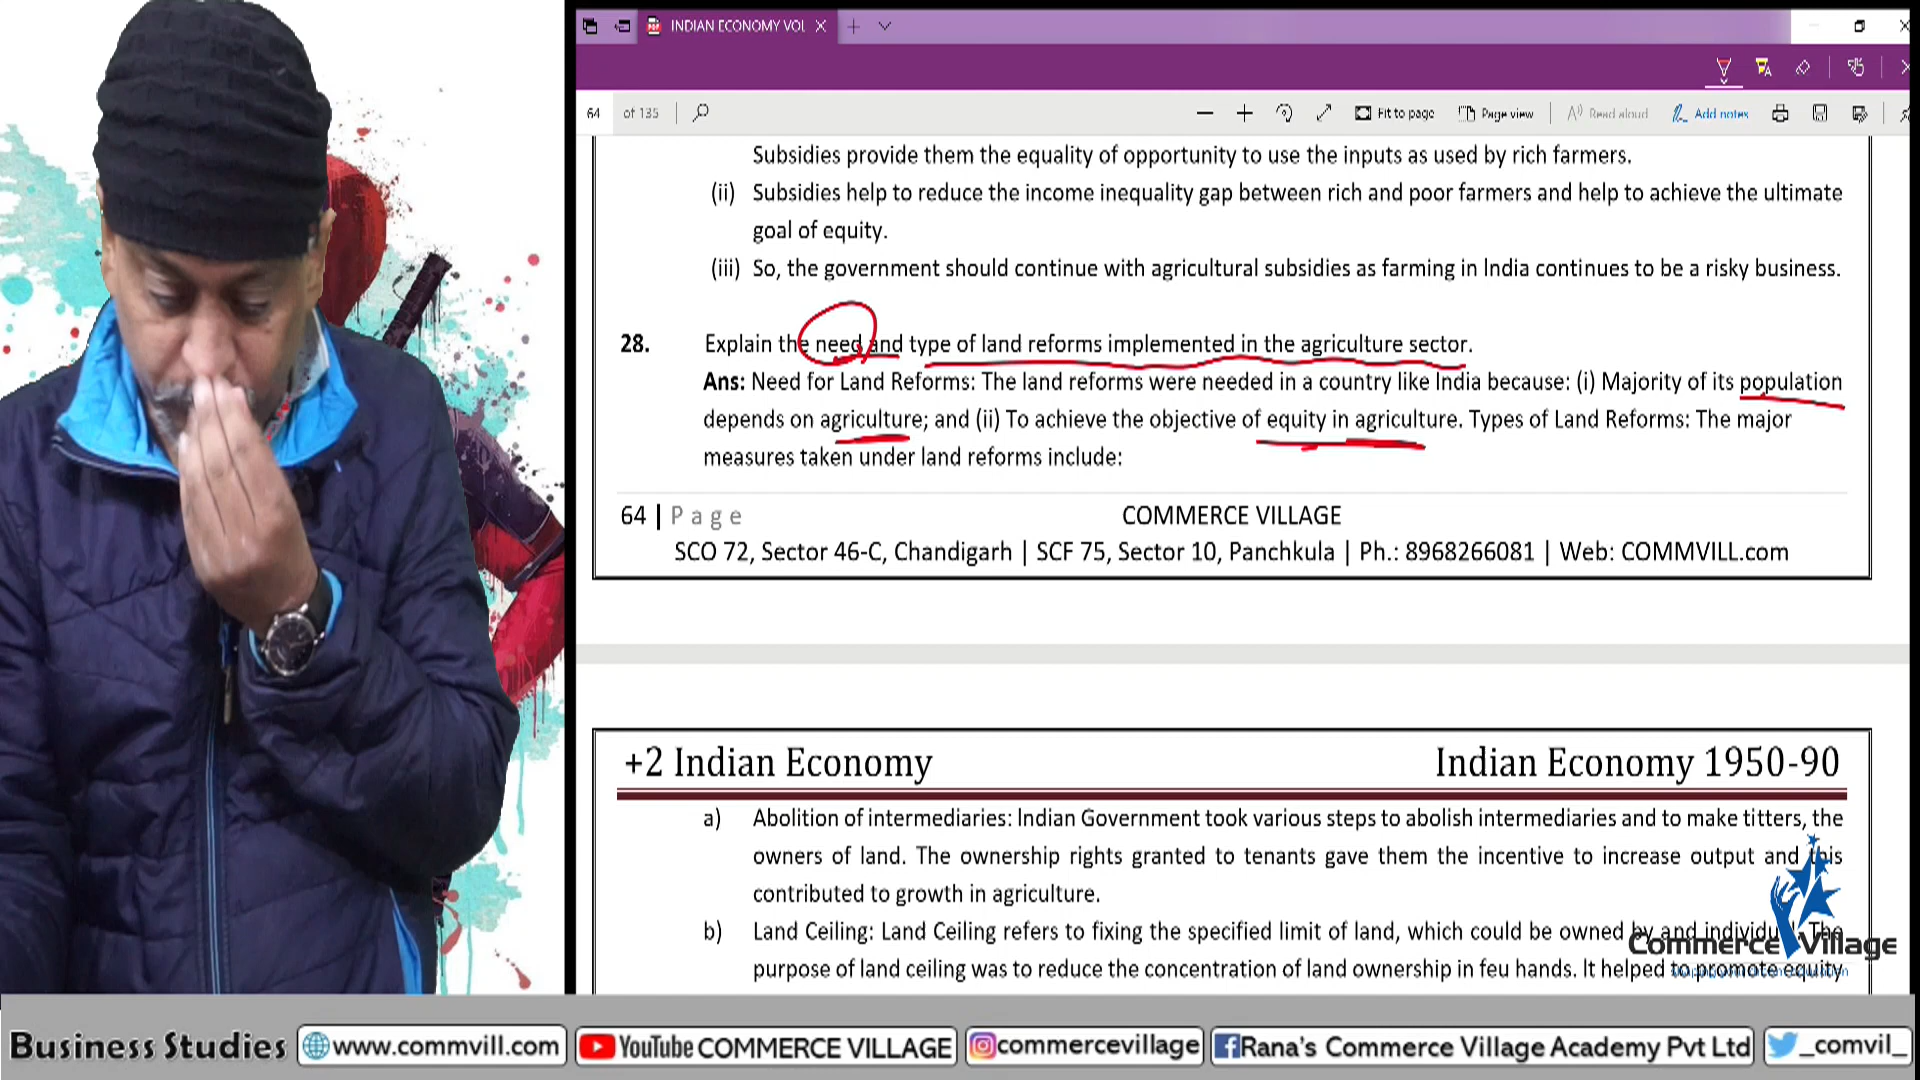 INDIAN ECONOMY VOL
64 of 135
Fit to page
Page view
Read aloud
Add notes
Subsidies provide them the equality of opportunity to use the inputs as used by rich farmers.
(ii) Subsidies help to reduce the income inequality gap between rich and poor farmers and help to achieve the ultimate
goal of equity.
(iii) So, the government should continue with agricultural subsidies as farming in India continues to be a risky business.
28. Explain the need and type of land reforms implemented in the agriculture sector.
Ans: Need for Land Reforms: The land reforms were needed in a country like India because: (i) Majority of its population
depends on agriculture; and (ii) To achieve the objective of equity in agriculture. Types of Land Reforms: The major
measures taken under land reforms include:
64 | Page
COMMERCE VILLAGE
SCO 72, Sector 46-C, Chandigarh | SCF 75, Sector 10, Panchkula | Ph.: 8968266081 | Web: COMMVILL.com
+2 Indian Economy
Indian Economy 1950-90
a) Abolition of intermediaries: Indian Government took various steps to abolish intermediaries and to make titters, the
owners of land. The ownership rights granted to tenants gave them the incentive to increase output and this
contributed to growth in agriculture.
b) Land Ceiling: Land Ceiling refers to fixing the specified limit of land, which could be owned by and individual. The
purpose of land ceiling was to reduce the concentration of land ownership in feu hands. It helped to promote equity
Commerce Village
Business Studies
www.commvill.com
YouTube COMMERCE VILLAGE
commercevillage
Rana's Commerce Village Academy Pvt Ltd
_comvil_